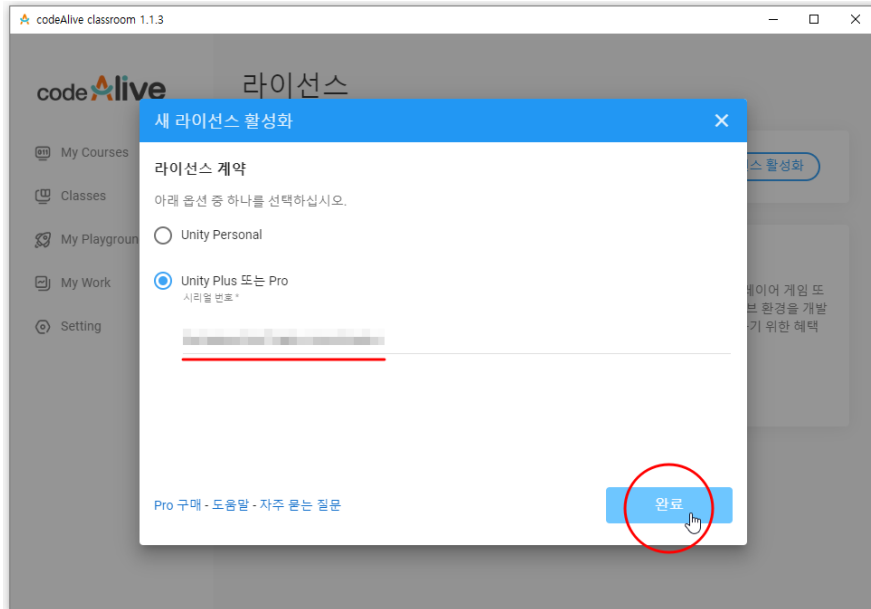 codeAlive classroom 1.1.3
codeAlive
라이선스
새 라이선스 활성화
My Courses
Classes
My Playgroun
My Work
Setting
라이선스 계약
아래 옵션 중 하나를 선택하십시오.
Unity Personal
Unity Plus 또는 Pro
시리얼 번호 *
스 활성화
레이어 게임 또
브 환경을 개발
기 위한 혜택
Pro 구매 - 도움말 - 자주 묻는 질문
완료